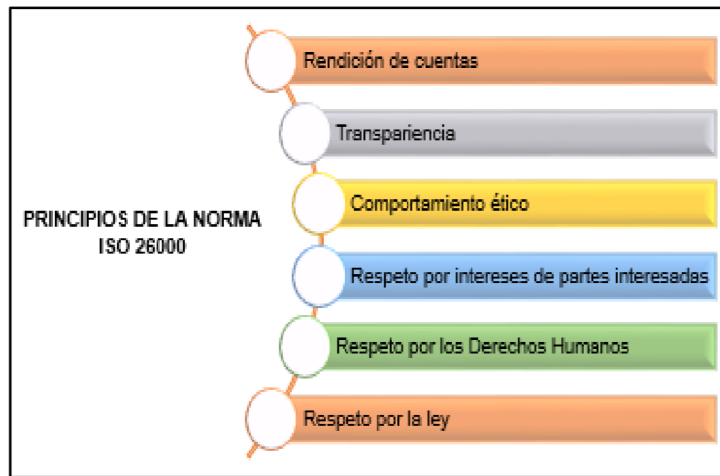 PRINCIPIOS DE LA NORMA
ISO 26000
Rendición de cuentas
Transpariencia
Comportamiento ético
Respeto por intereses de partes interesadas
Respeto por los Derechos Humanos
Respeto por la ley